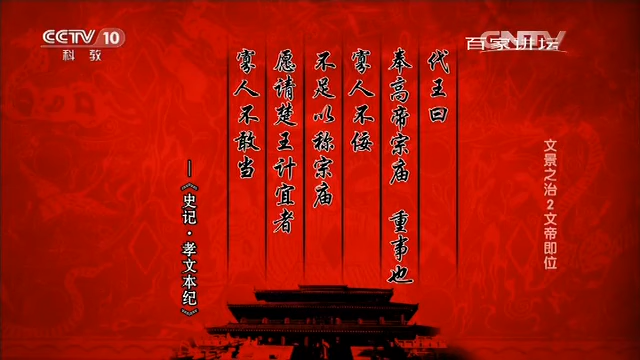 CCTV 10
科教
CNTV
百家讲坛
代王曰
奉高帝宗庙 重事也
寡人不佞
不足以称宗庙
愿请楚王计宜者
寡人不敢当
—《史记·孝文本纪》
文景之治 2 文帝即位